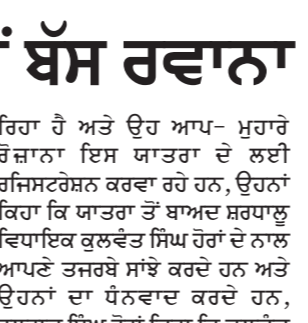 ਬੱਸ ਰਵਾਨਾ
ਰਿਹਾ ਹੈ ਅਤੇ ਉਹ ਆਪ- ਮੁਹਾਰੇ
ਰੋਜ਼ਾਨਾ ਇਸ ਯਾਤਰਾ ਦੇ ਲਈ
ਰਜਿਸਟਰੇਸ਼ਨ ਕਰਵਾ ਰਹੇ ਹਨ, ਉਹਨਾਂ
ਕਿਹਾ ਕਿ ਯਾਤਰਾ ਤੋਂ ਬਾਅਦ ਸ਼ਰਧਾਲੂ
ਵਿਧਾਇਕ ਕੁਲਵੰਤ ਸਿੰਘ ਹੋਰਾਂ ਦੇ ਨਾਲ
ਆਪਣੇ ਤਜਰਬੇ ਸਾਂਝੇ ਕਰਦੇ ਹਨ ਅਤੇ
ਉਹਨਾਂ ਦਾ ਧੰਨਵਾਦ ਕਰਦੇ ਹਨ,